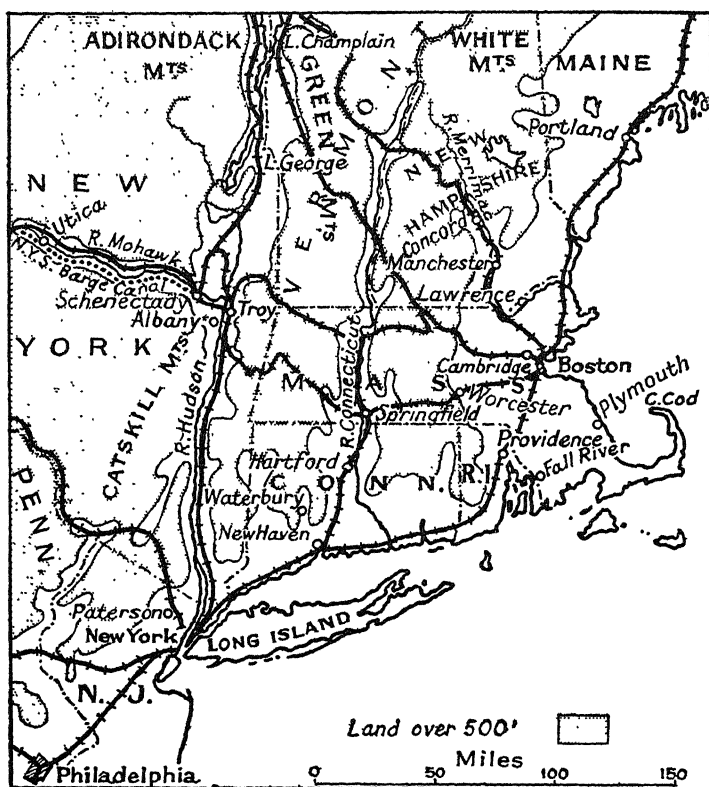 ADIRONDACK
MTS
L. Champlain
GREEN
MTS
VERMONT
WHITE
MTS
MAINE
Portland
L. George
NEW
HAMPSHIRE
R. Merrimac
Concord
Manchester
Lawrence
NEW
YORK
Utica
R. Mohawk
N.Y.S. Barge Canal
Schenectady
Albany
Troy
CATSKILL MTS
R. Hudson
R. Connecticut
MASS
Cambridge
Boston
Worcester
Springfield
Plymouth
C. Cod
Providence
Fall River
R.I.
Hartford
CONN.
Waterbury
New Haven
PENN
Paterson
New York
LONG ISLAND
N. J.
Philadelphia
Land over 500'
Miles
0 50 100 150